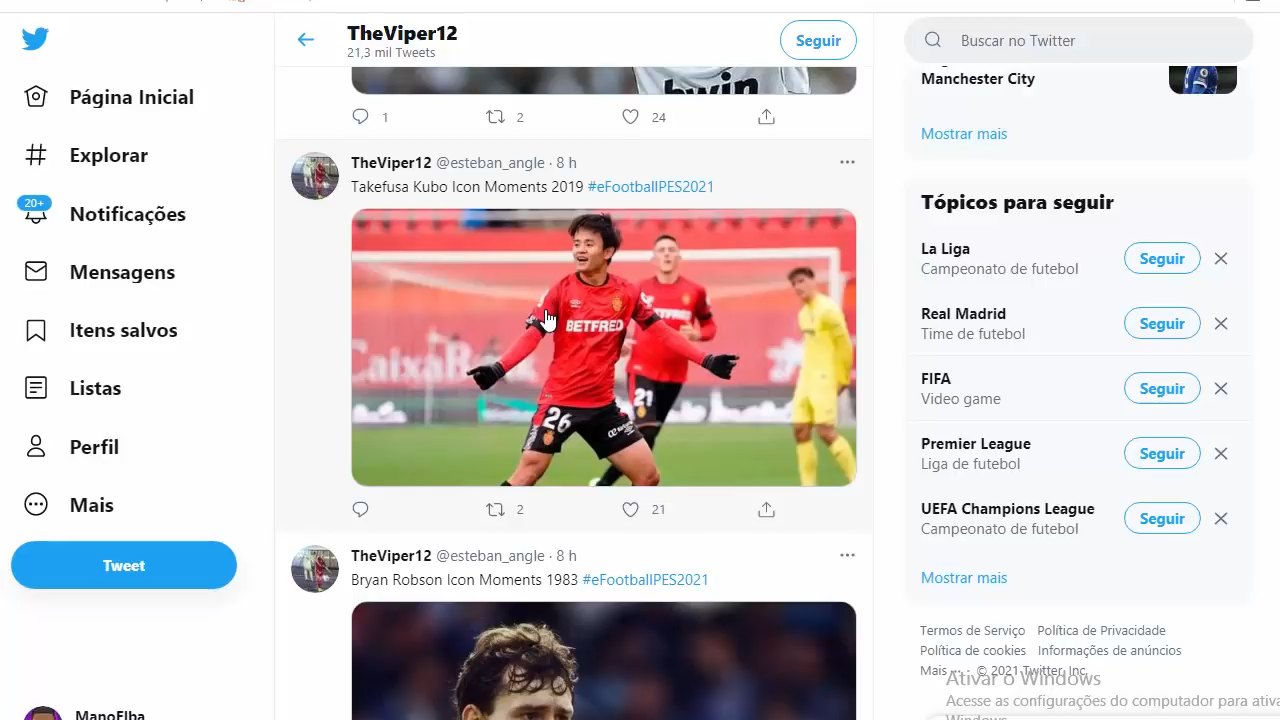 TheViper12
21,3 mil Tweets
Seguir
Buscar no Twitter
Página Inicial
Explorar
20+
Notificações
Mensagens
Itens salvos
Listas
Perfil
Mais
Tweet
ManoElba
bwin
1 2 24
TheViper12 @esteban_angle · 8 h
Takefusa Kubo Icon Moments 2019 #eFootballPES2021
BETFRED
CaixaBank
21
26
2 21
TheViper12 @esteban_angle · 8 h
Bryan Robson Icon Moments 1983 #eFootballPES2021
Manchester City
Mostrar mais
Tópicos para seguir
La Liga
Campeonato de futebol
Seguir
Real Madrid
Time de futebol
Seguir
FIFA
Video game
Seguir
Premier League
Liga de futebol
Seguir
UEFA Champions League
Campeonato de futebol
Seguir
Mostrar mais
Termos de Serviço Política de Privacidade
Política de cookies Informações de anúncios
Mais © 2021 Twitter, Inc.
Ativar o Windows
Acesse as configurações do computador para ativa
Windows